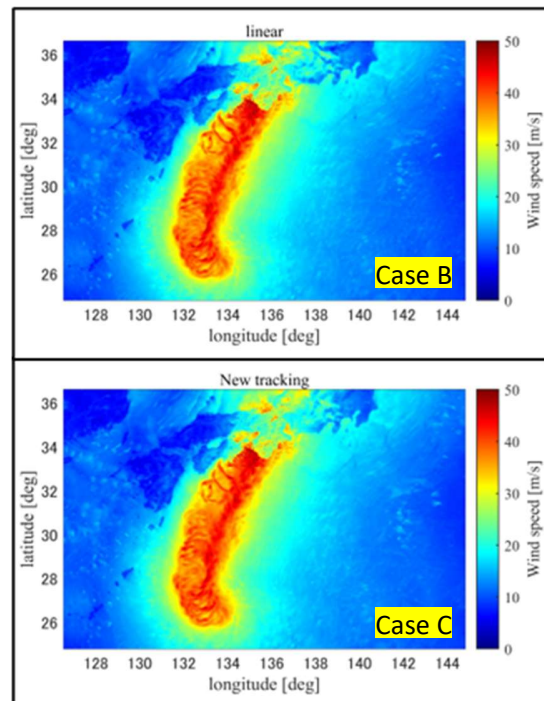 linear
50
40
30
20
10
0
Wind speed [m/s]
36
34
32
30
28
26
latitude [deg]
Case B
128 130 132 134 136 138 140 142 144
longitude [deg]
New tracking
50
40
30
20
10
0
Wind speed [m/s]
36
34
32
30
28
26
latitude [deg]
Case C
128 130 132 134 136 138 140 142 144
longitude [deg]